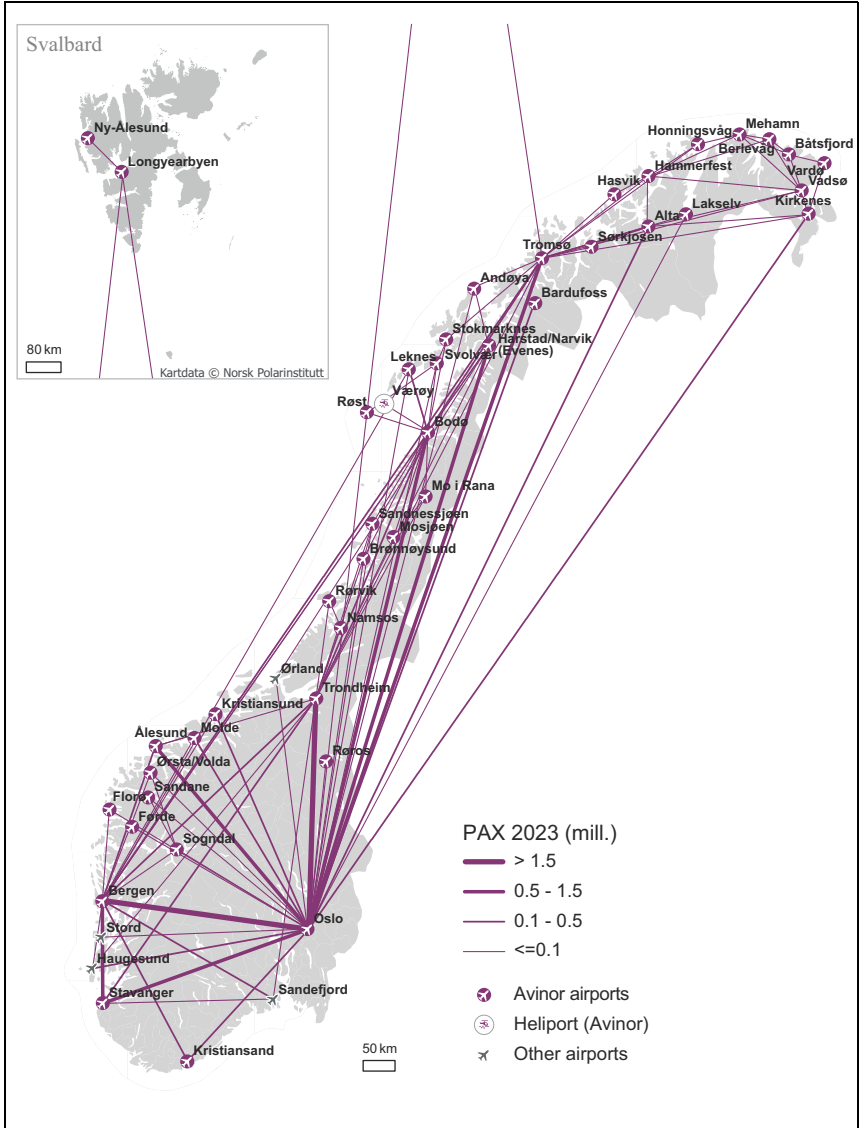 Svalbard
Ny-Ålesund
Longyearbyen
80 km
Kartdata © Norsk Polarinstitutt
Mehamn
Honningsvåg
Berlevåg
Båtsfjord
Hammerfest
Vardø
Hasvik
Vadsø
Lakselv
Kirkenes
Alta
Tromsø
Sørkjosen
Andøya
Bardufoss
Stokmarknes
Harstad/Narvik
(Evenes)
Leknes
Svolvær
Værøy
Røst
Bodø
Mo i Rana
Sandnessjøen
Mosjøen
Brønnøysund
Rørvik
Namsos
Ørland
Trondheim
Kristiansund
Molde
Ålesund
Ørsta/Volda
Røros
Sandane
Florø
Førde
Sogndal
Bergen
Oslo
Stord
Haugesund
Stavanger
Sandefjord
Kristiansand
50 km
PAX 2023 (mill.)
> 1.5
0.5 - 1.5
0.1 - 0.5
<=0.1
Avinor airports
Heliport (Avinor)
Other airports